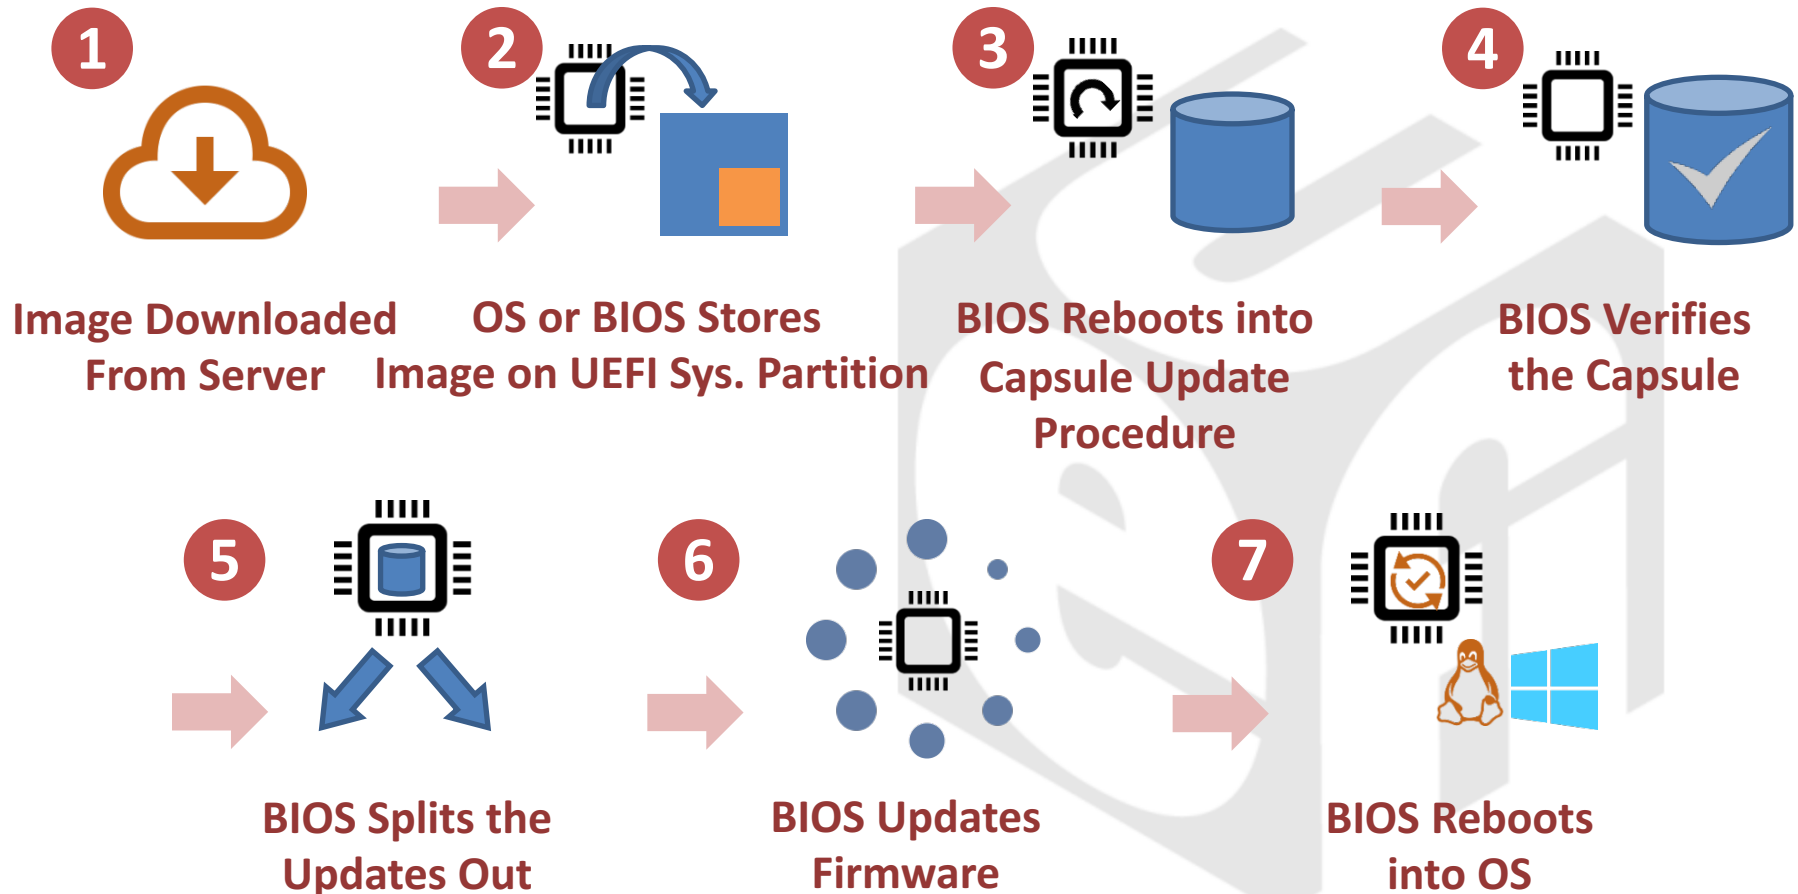 1
Image Downloaded
From Server
2
OS or BIOS Stores
Image on UEFI Sys. Partition
3
BIOS Reboots into
Capsule Update
Procedure
4
BIOS Verifies
the Capsule
5
BIOS Splits the
Updates Out
6
BIOS Updates
Firmware
7
BIOS Reboots
into OS